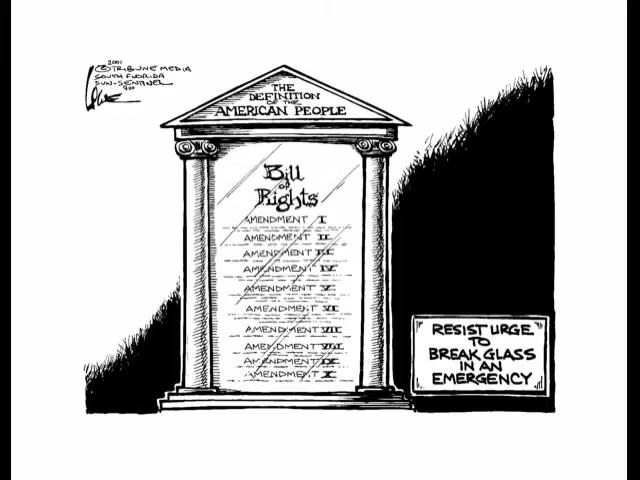 2001
© TRIBUNE MEDIA
SOUTH FLORIDA
SUN-SENTINEL
THE
DEFINITION
OF THE
AMERICAN PEOPLE
Bill
of
Rights
AMENDMENT I
AMENDMENT II
AMENDMENT III
AMENDMENT IV
AMENDMENT V
AMENDMENT VI
AMENDMENT VII
AMENDMENT VIII
AMENDMENT IX
AMENDMENT X
RESIST URGE
TO
BREAK GLASS
IN AN
EMERGENCY